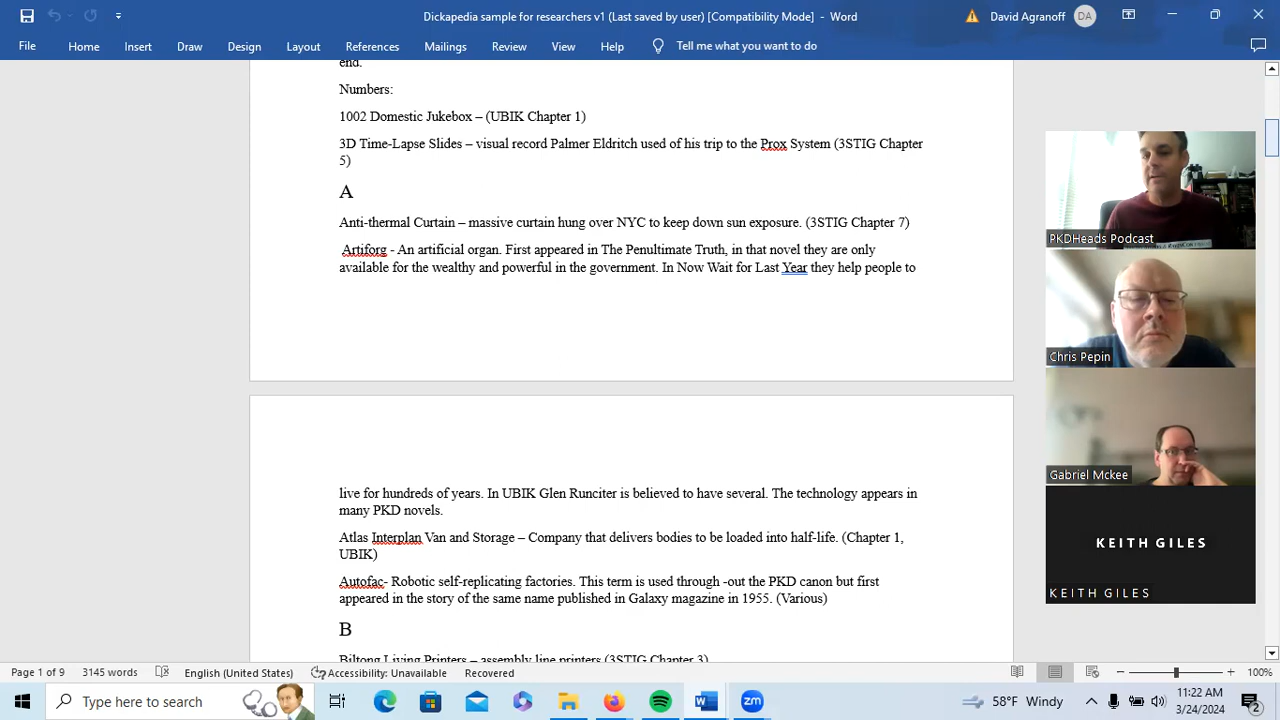 Dickapedia sample for researchers v1 (Last saved by user) [Compatibility Mode] – Word
David Agranoff
DA
File Home Insert Draw Design Layout References Mailings Review View Help Tell me what you want to do
end.
Numbers:
1002 Domestic Jukebox – (UBIK Chapter 1)
3D Time-Lapse Slides – visual record Palmer Eldritch used of his trip to the Prox System (3STIG Chapter
5)
A
Anti-thermal Curtain – massive curtain hung over NYC to keep down sun exposure. (3STIG Chapter 7)
Artiforg - An artificial organ. First appeared in The Penultimate Truth, in that novel they are only
available for the wealthy and powerful in the government. In Now Wait for Last Year they help people to
live for hundreds of years. In UBIK Glen Runciter is believed to have several. The technology appears in
many PKD novels.
Atlas Interplan Van and Storage – Company that delivers bodies to be loaded into half-life. (Chapter 1,
UBIK)
Autofac- Robotic self-replicating factories. This term is used through -out the PKD canon but first
appeared in the story of the same name published in Galaxy magazine in 1955. (Various)
B
Biltong Living Printers – assembly line printers (3STIG Chapter 3)
PKDHeads Podcast
Chris Pepin
Gabriel Mckee
KEITH GILES
KEITH GILES
Page 1 of 9 3145 words English (United States) Accessibility: Unavailable Recovered 100%
Type here to search
58°F Windy
11:22 AM
3/24/2024
2